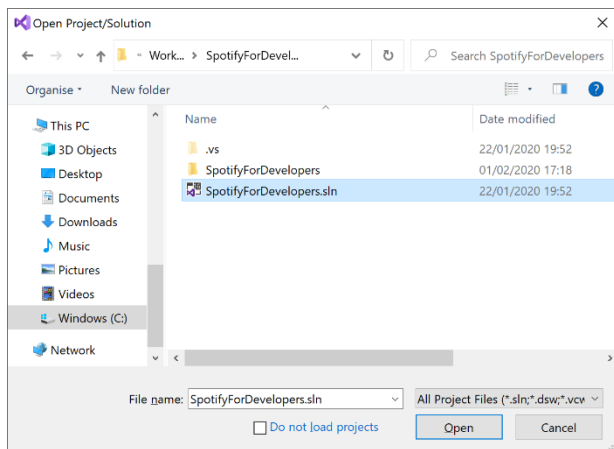 Open Project/Solution
Work... > SpotifyForDevel...
Search SpotifyForDevelopers
Organise
New folder
Name
Date modified
This PC
3D Objects
Desktop
Documents
Downloads
Music
Pictures
Videos
Windows (C:)
Network
.vs 22/01/2020 19:52
SpotifyForDevelopers 01/02/2020 17:18
SpotifyForDevelopers.sln 22/01/2020 19:52
File name: SpotifyForDevelopers.sln
All Project Files (*.sln;*.dsw;*.vcw
Do not load projects
Open
Cancel